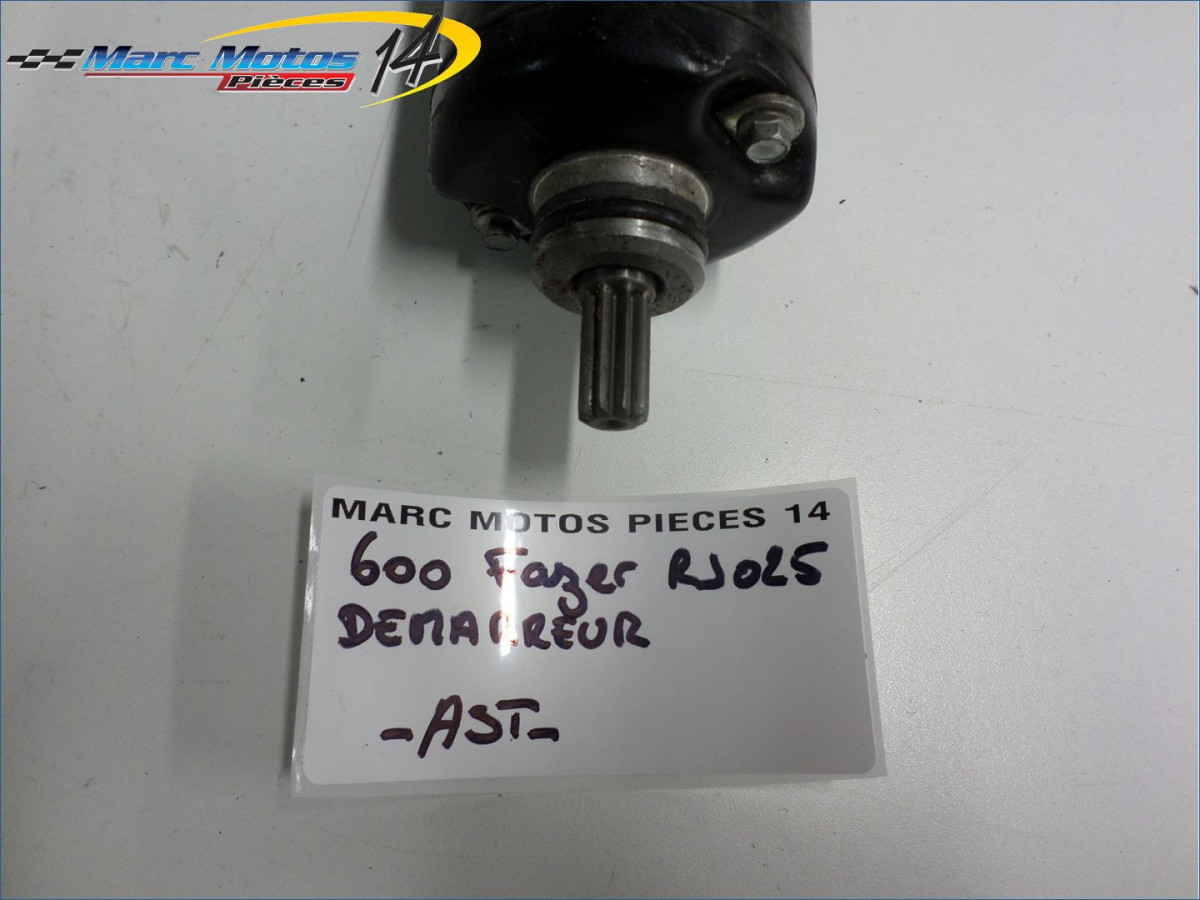 Marc Motos 14
Pièces
MARC MOTOS PIECES 14
600 Fazer RJ025
DEMARREUR
-AST-